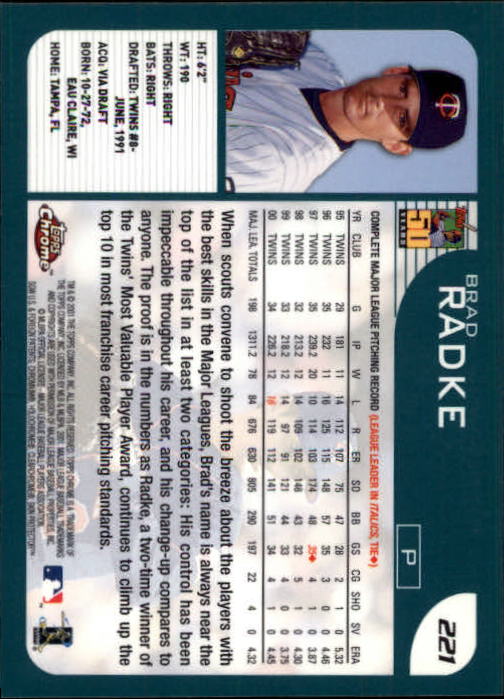 221
P
BRAD
RADKE
Topps
50
YEARS
COMPLETE MAJOR LEAGUE PITCHING RECORD (LEAGUE LEADER IN ITALICS, TIE♦)
YR CLUB G IP W L R ER SO BB GS CG SHO SV ERA
95 TWINS 29 181 11 14 112 107 75 47 28 2 1 0 5.32
96 TWINS 35 232 11 16 125 115 148 57 35 3 0 0 4.46
97 TWINS 35 239.2 20 10 114 103 174 48 35♦ 4 1 0 3.87
98 TWINS 32 213.2 12 14 109 102 146 43 32 5 1 0 4.30
99 TWINS 33 218.2 12 14 97 91 121 44 33 4 0 0 3.75
00 TWINS 34 226.2 12 16 119 112 141 51 34 4 1 0 4.45
MAJ. LEA. TOTALS 198 1311.2 78 84 676 630 805 290 197 22 4 0 4.32
When scouts convene to shoot the breeze about the players with
the best skills in the Major Leagues, Brad's name is always near the
top of the list in at least two categories: His control has been
impeccable throughout his career, and his change-up compares to
anyone. The proof is in the numbers as Radke, a two-time winner of
the Twins' Most Valuable Player Award, continues to climb up the
top 10 in most franchise career pitching standards.
HT: 6'2"
WT: 190
THROWS: RIGHT
BATS: RIGHT
DRAFTED: TWINS #8-
JUNE, 1991
ACQ: VIA DRAFT
BORN: 10-27-72,
EAU CLAIRE, WI
HOME: TAMPA, FL
Topps
Chrome